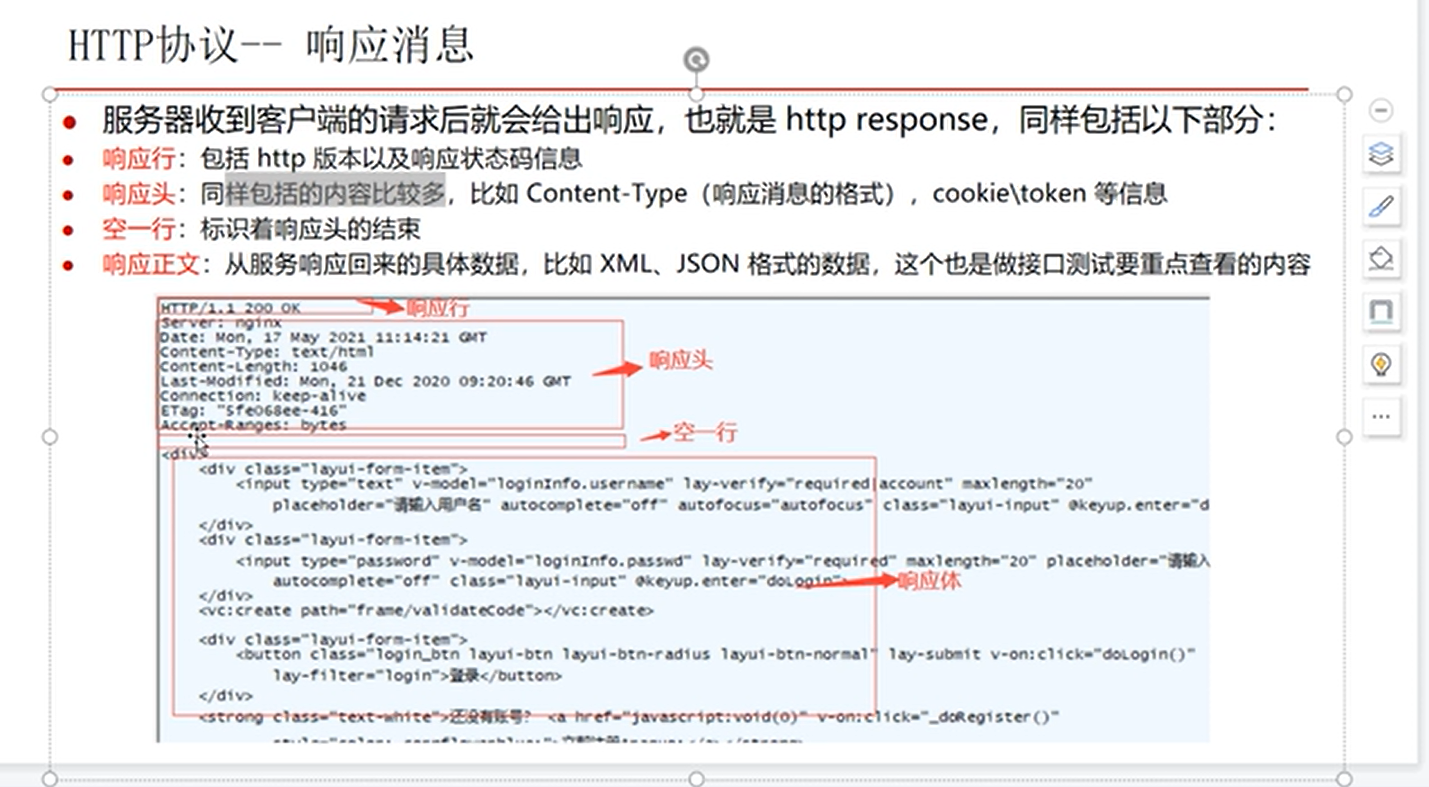 HTTP协议-- 响应消息
服务器收到客户端的请求后就会给出响应，也就是 http response，同样包括以下部分：
响应行：包括 http 版本以及响应状态码信息
响应头：同样包括的内容比较多，比如 Content-Type（响应消息的格式），cookie\token 等信息
空一行：标识着响应头的结束
响应正文：从服务响应回来的具体数据，比如 XML、JSON 格式的数据，这个也是做接口测试要重点查看的内容
HTTP/1.1 200 OK 响应行
Server: nginx
Date: Mon, 17 May 2021 11:14:21 GMT
Content-Type: text/html 响应头
Content-Length: 1046
Last-Modified: Mon, 21 Dec 2020 09:20:46 GMT
Connection: keep-alive
ETag: "5fe068ee-416"
Accept-Ranges: bytes
空一行
<div>
<div class="layui-form-item">
<input type="text" v-model="loginInfo.username" lay-verify="required|account" maxlength="20"
placeholder="请输入用户名" autocomplete="off" autofocus="autofocus" class="layui-input" @keyup.enter="d
</div>
<div class="layui-form-item">
<input type="password" v-model="loginInfo.passwd" lay-verify="required" maxlength="20" placeholder="请输入
autocomplete="off" class="layui-input" @keyup.enter="doLogin"> 响应体
</div>
<vc:create path="frame/validateCode"></vc:create>
<div class="layui-form-item">
<button class="login_btn layui-btn layui-btn-radius layui-btn-normal" lay-submit v-on:click="doLogin()"
lay-filter="login">登录</button>
</div>
<strong class="text-white">还没有账号? <a href="javascript:void(0)" v-on:click="_doRegister()"